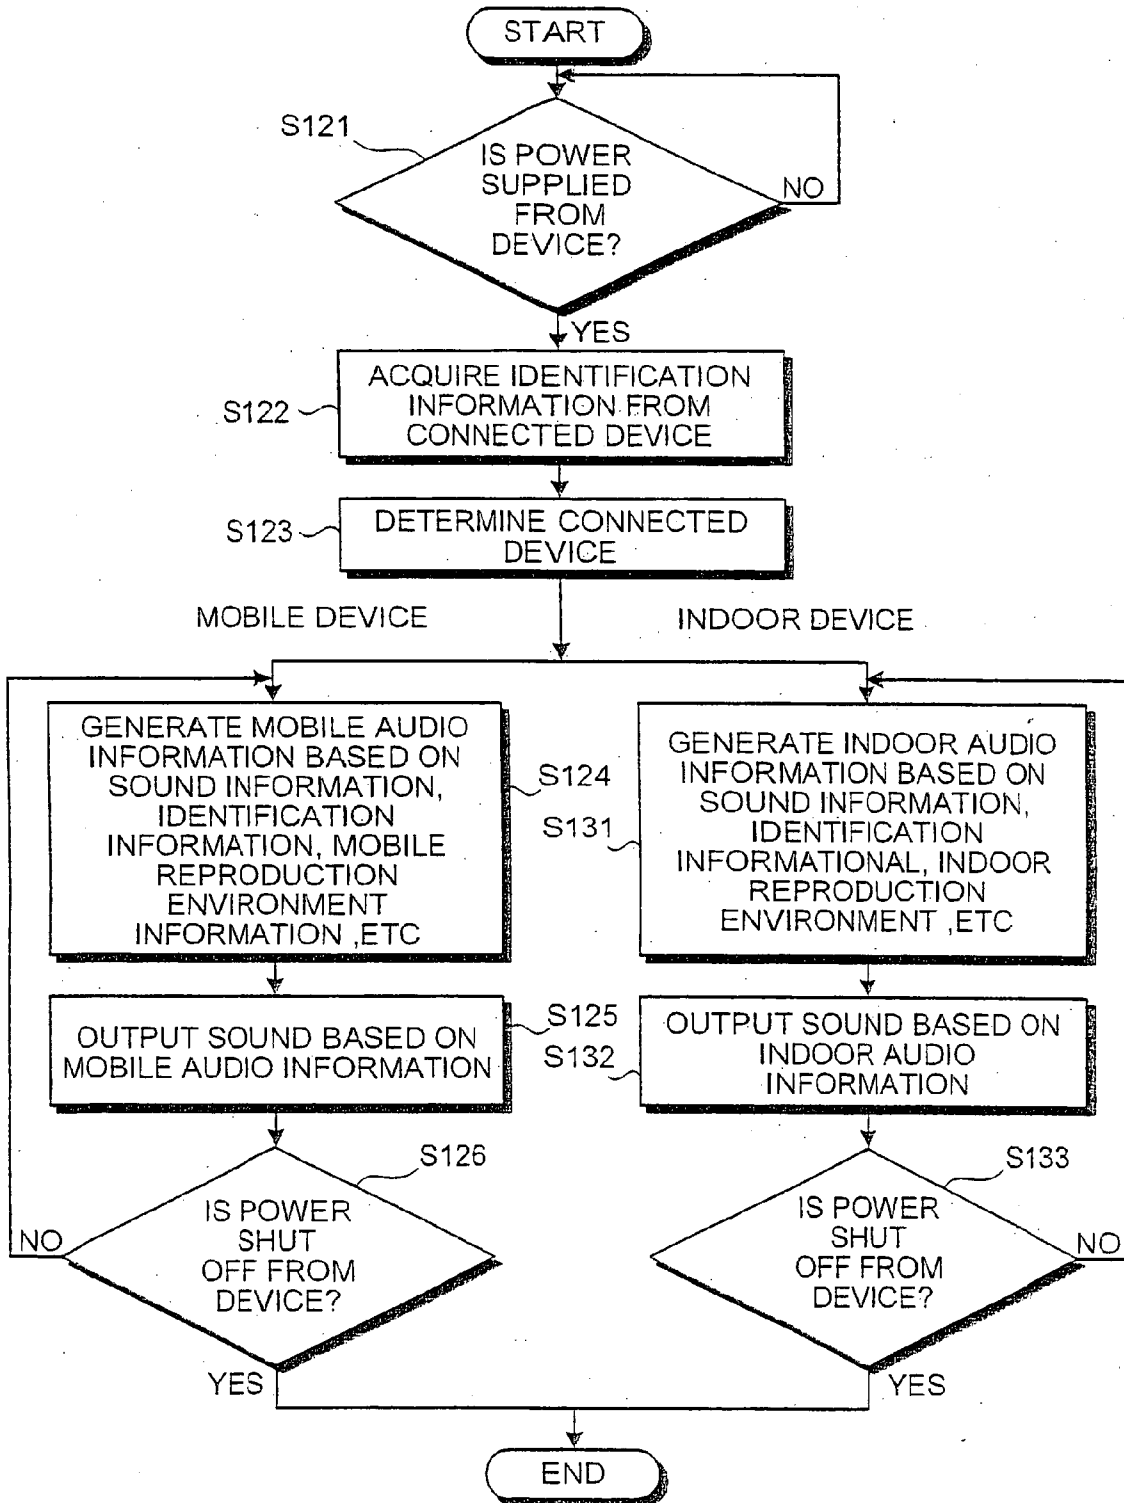 START
S121
IS POWER
SUPPLIED
FROM
DEVICE?
NO
YES
S122
ACQUIRE IDENTIFICATION
INFORMATION FROM
CONNECTED DEVICE
S123
DETERMINE CONNECTED
DEVICE
MOBILE DEVICE
INDOOR DEVICE
GENERATE MOBILE AUDIO
INFORMATION BASED ON
SOUND INFORMATION,
IDENTIFICATION
INFORMATION, MOBILE
REPRODUCTION
ENVIRONMENT
INFORMATION ,ETC
S124
S131
GENERATE INDOOR AUDIO
INFORMATION BASED ON
SOUND INFORMATION,
IDENTIFICATION
INFORMATIONAL, INDOOR
REPRODUCTION
ENVIRONMENT ,ETC
OUTPUT SOUND BASED ON
MOBILE AUDIO INFORMATION
S125
S132
OUTPUT SOUND BASED ON
INDOOR AUDIO
INFORMATION
S126
IS POWER
SHUT
OFF FROM
DEVICE?
NO
YES
S133
IS POWER
SHUT
OFF FROM
DEVICE?
NO
YES
END